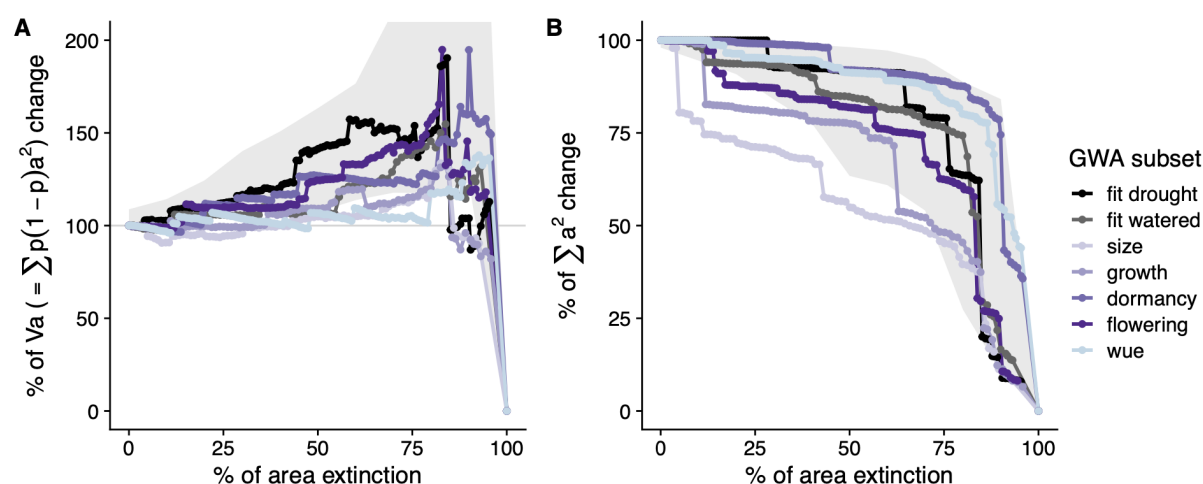 A
% of Va ( = ∑p(1 − p)a²) change
200
150
100
50
0
0 25 50 75 100
% of area extinction
B
% of ∑ a² change
100
75
50
25
0
0 25 50 75 100
% of area extinction
GWA subset
fit drought
fit watered
size
growth
dormancy
flowering
wue